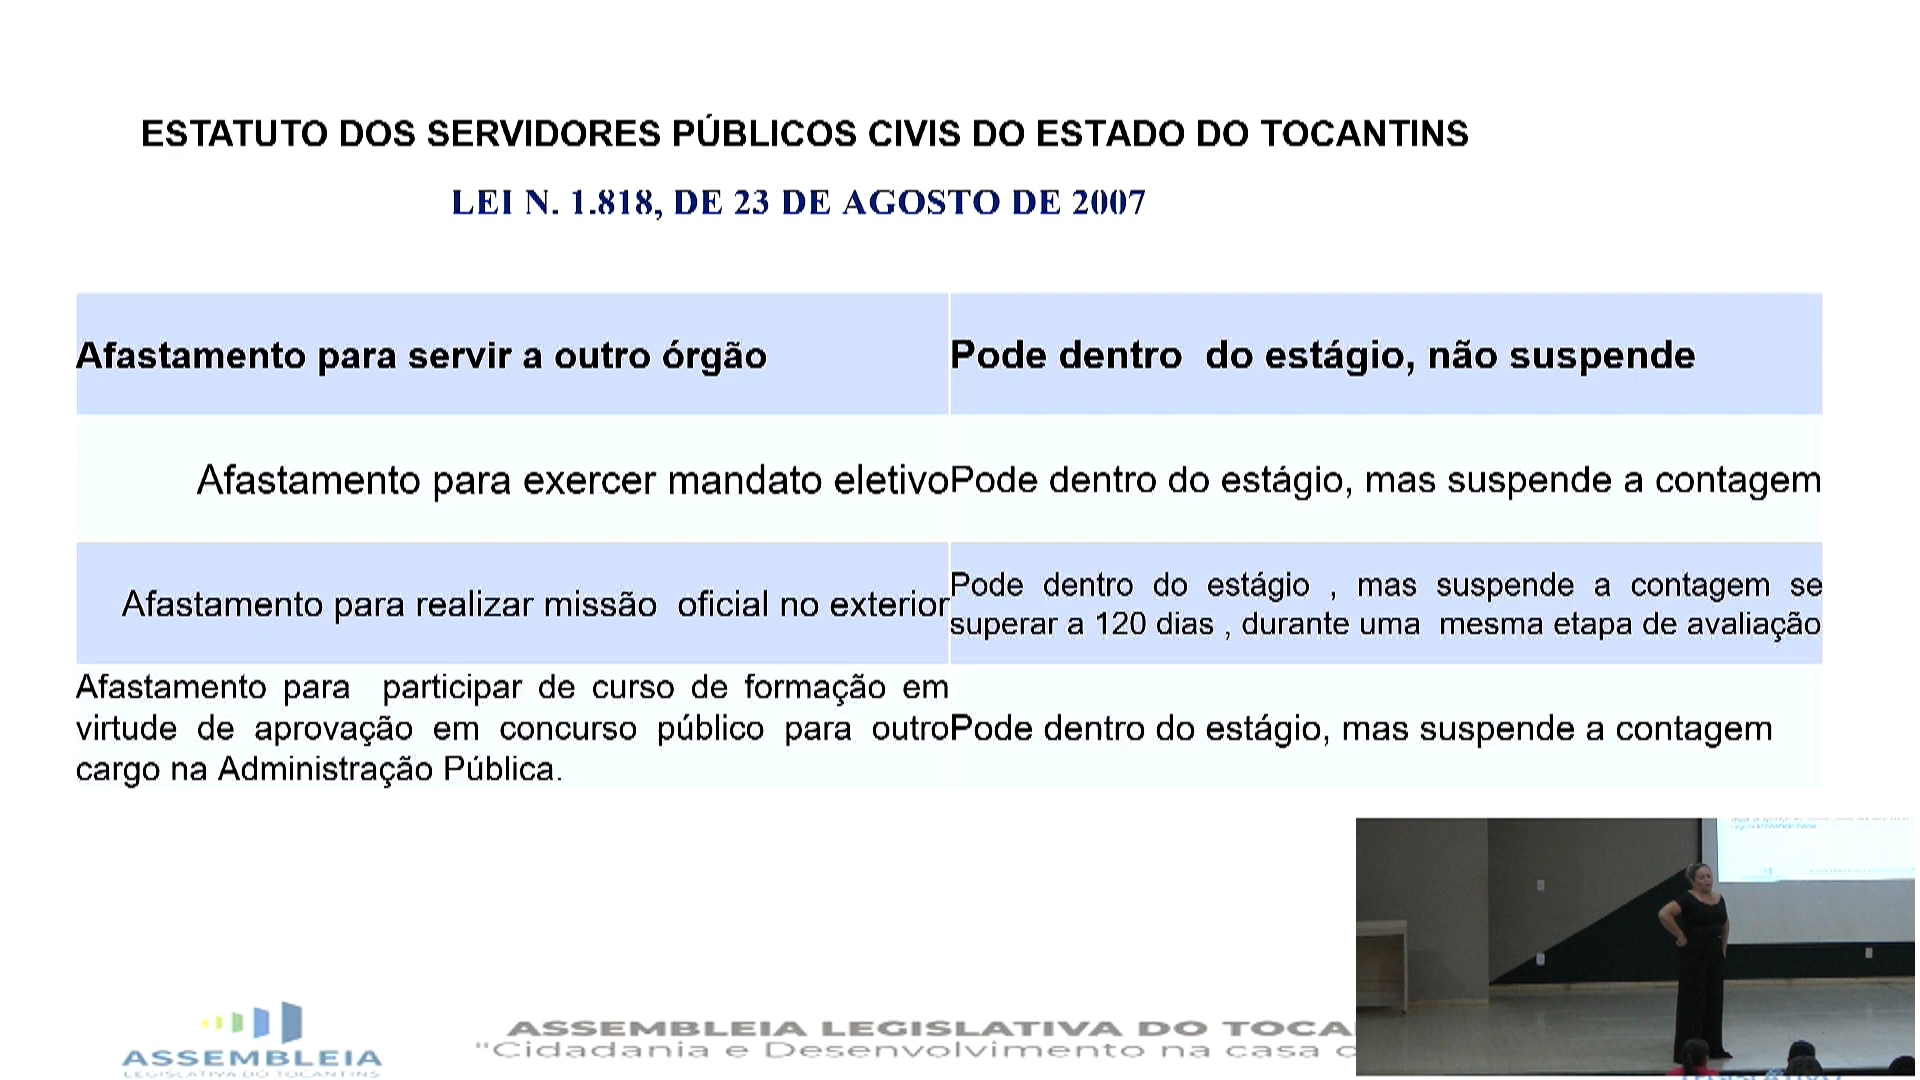 ESTATUTO DOS SERVIDORES PÚBLICOS CIVIS DO ESTADO DO TOCANTINS
LEI N. 1.818, DE 23 DE AGOSTO DE 2007
Afastamento para servir a outro órgão
Pode dentro do estágio, não suspende
Afastamento para exercer mandato eletivo
Pode dentro do estágio, mas suspende a contagem
Afastamento para realizar missão oficial no exterior
Pode dentro do estágio , mas suspende a contagem se
superar a 120 dias , durante uma mesma etapa de avaliação
Afastamento para participar de curso de formação em
virtude de aprovação em concurso público para outro
cargo na Administração Pública.
Pode dentro do estágio, mas suspende a contagem
ASSEMBLEIA
LEGISLATIVA DO TOCANTINS
ASSEMBLEIA LEGISLATIVA DO TOCA
"Cidadania e Desenvolvimento na casa